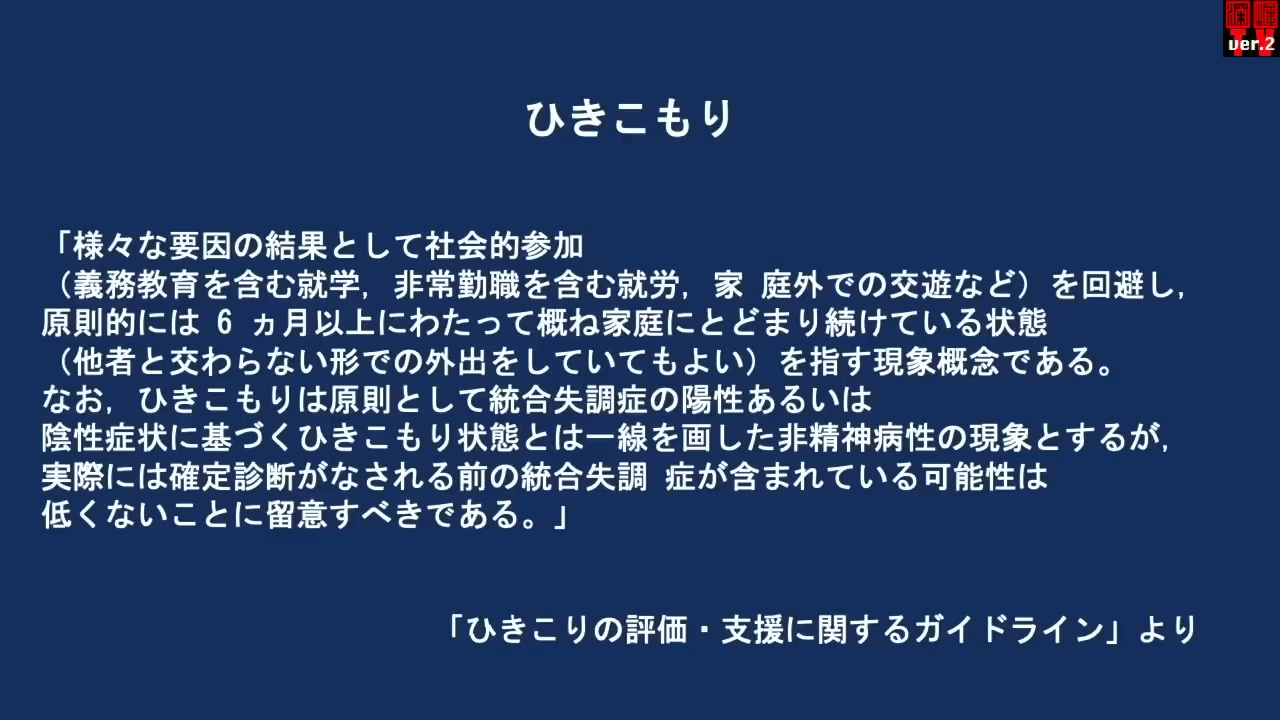 深掘
TV
ver.2
ひきこもり
「様々な要因の結果として社会的参加
（義務教育を含む就学，非常勤職を含む就労，家 庭外での交遊など）を回避し，
原則的には 6 ヵ月以上にわたって概ね家庭にとどまり続けている状態
（他者と交わらない形での外出をしていてもよい）を指す現象概念である。
なお，ひきこもりは原則として統合失調症の陽性あるいは
陰性症状に基づくひきこもり状態とは一線を画した非精神病性の現象とするが，
実際には確定診断がなされる前の統合失調 症が含まれている可能性は
低くないことに留意すべきである。」
「ひきこりの評価・支援に関するガイドライン」より